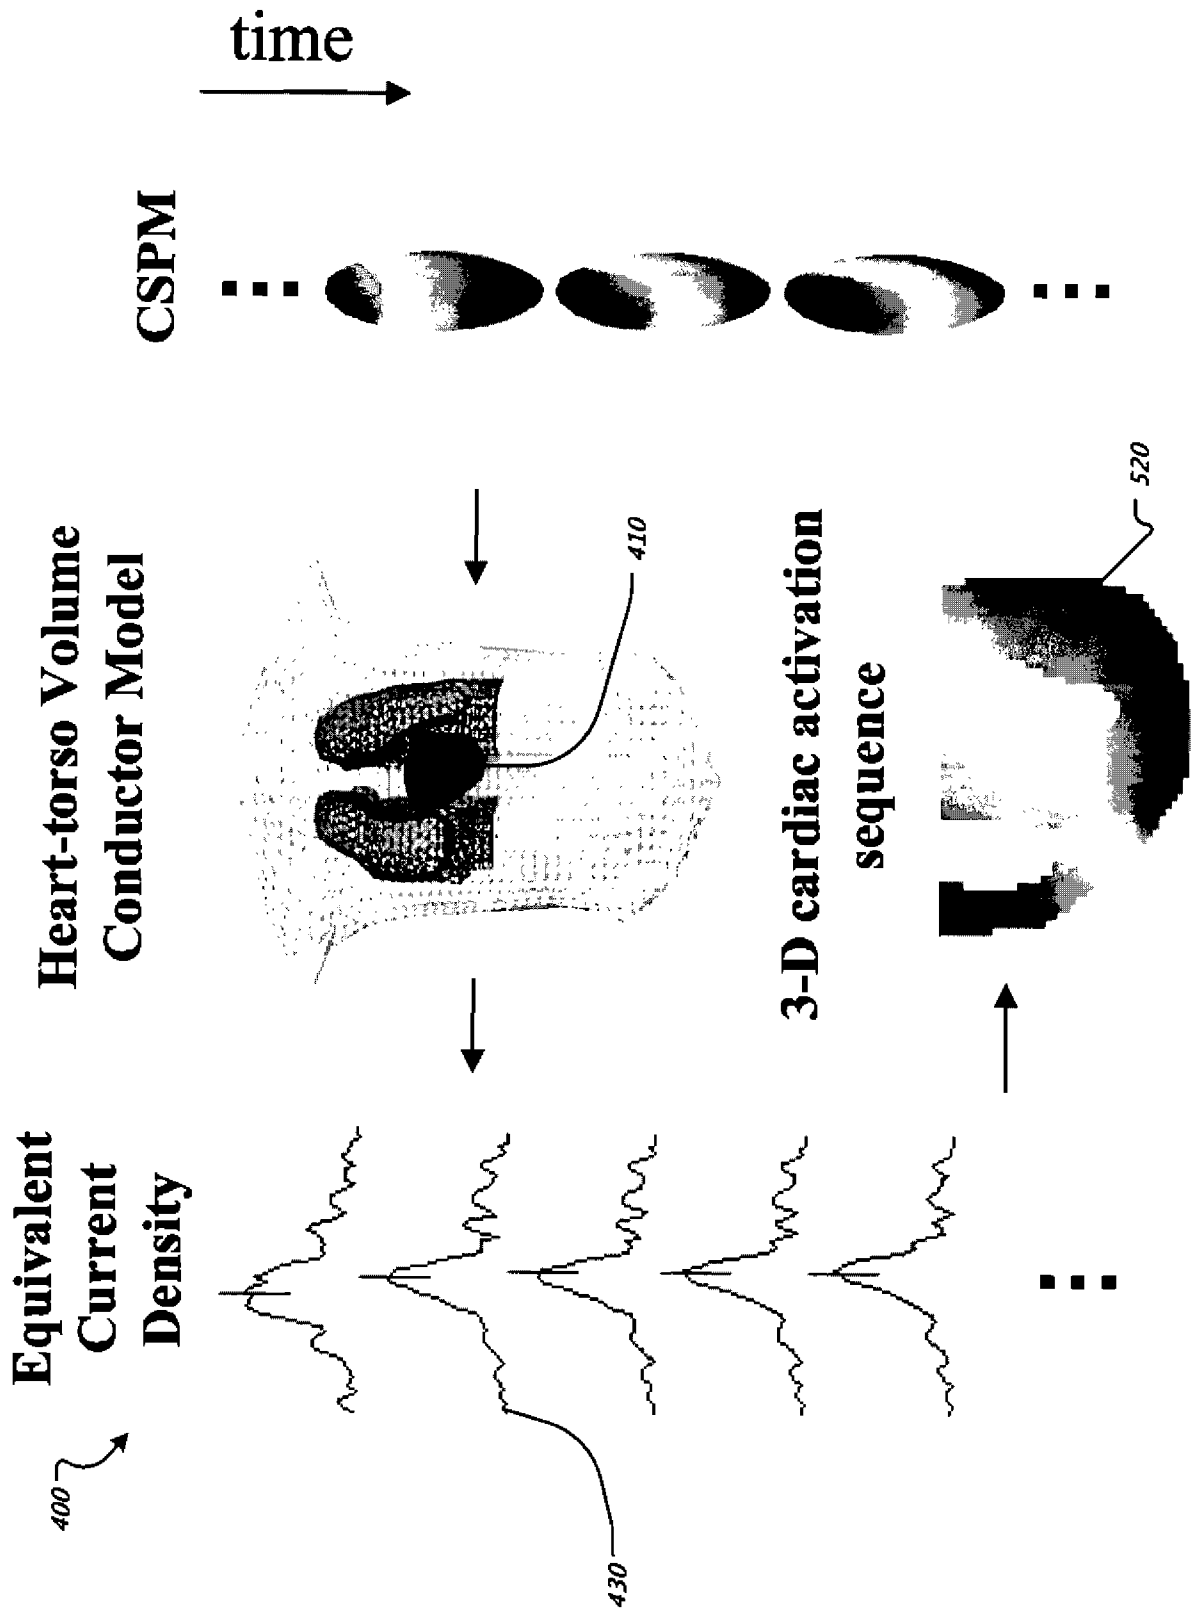 Equivalent
Current
Density
Heart-torso Volume
Conductor Model
CSPM
time
400
410
430
3-D cardiac activation
sequence
520